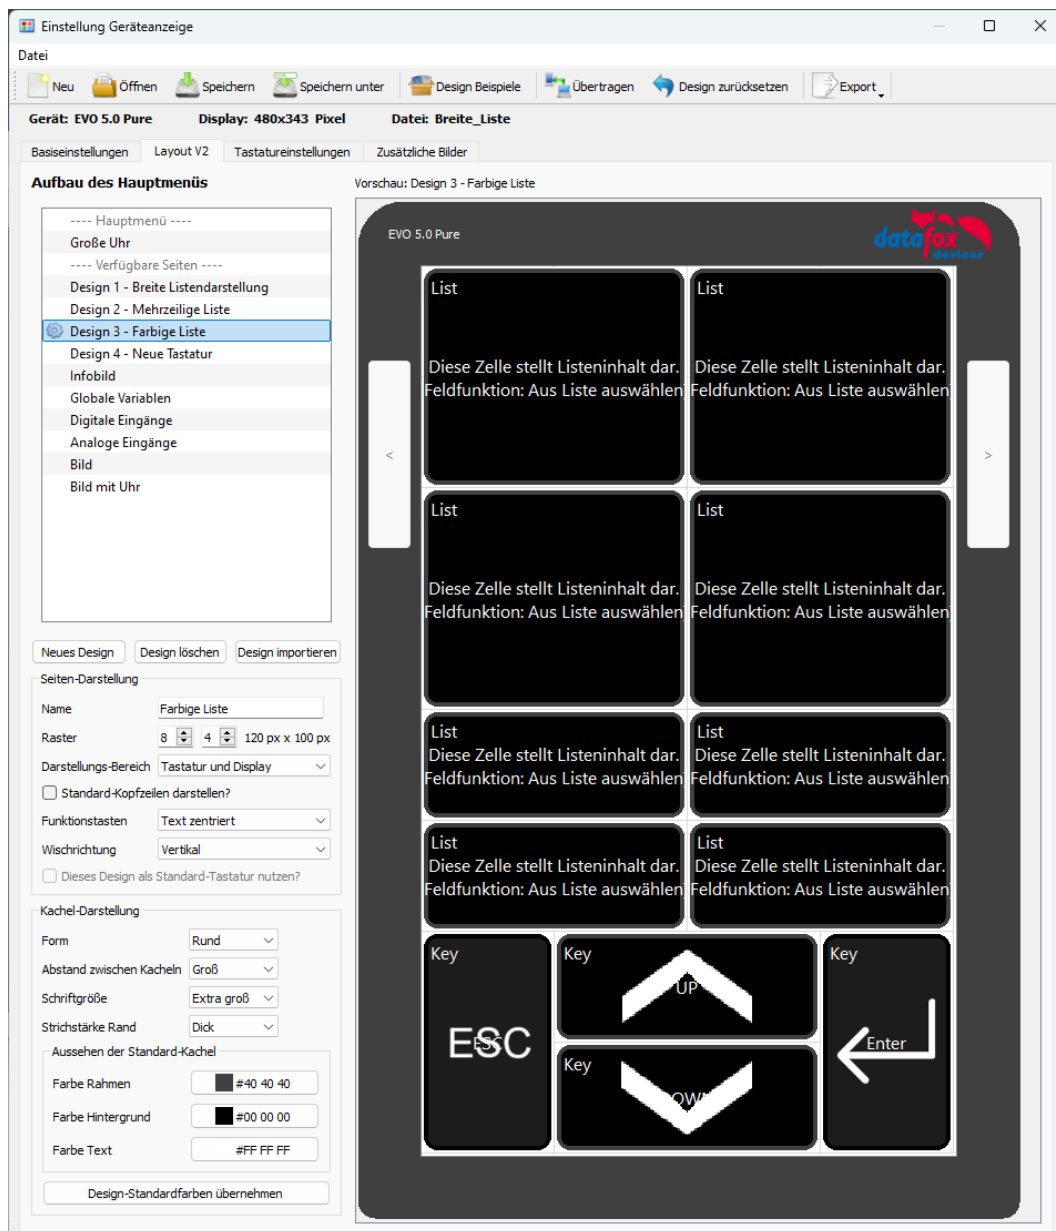 Einstellung Geräteanzeige
Datei
Neu Öffnen Speichern Speichern unter Design Beispiele Übertragen Design zurücksetzen Export
Gerät: EVO 5.0 Pure Display: 480x343 Pixel Datei: Breite_Liste
Basiseinstellungen Layout V2 Tastatureinstellungen Zusätzliche Bilder
Aufbau des Hauptmenüs
---- Hauptmenü ----
Große Uhr
---- Verfügbare Seiten ----
Design 1 - Breite Listendarstellung
Design 2 - Mehrzeilige Liste
Design 3 - Farbige Liste
Design 4 - Neue Tastatur
Infobild
Globale Variablen
Digitale Eingänge
Analoge Eingänge
Bild
Bild mit Uhr
Neues Design Design löschen Design importieren
Seiten-Darstellung
Name Farbige Liste
Raster 8 4 120 px x 100 px
Darstellungs-Bereich Tastatur und Display
Standard-Kopfzeilen darstellen?
Funktionstasten Text zentriert
Wischrichtung Vertikal
Dieses Design als Standard-Tastatur nutzen?
Kachel-Darstellung
Form Rund
Abstand zwischen Kacheln Groß
Schriftgröße Extra groß
Strichstärke Rand Dick
Aussehen der Standard-Kachel
Farbe Rahmen #40 40 40
Farbe Hintergrund #00 00 00
Farbe Text #FF FF FF
Design-Standardfarben übernehmen
Vorschau: Design 3 - Farbige Liste
EVO 5.0 Pure
datafox
devices
< >
List List
Diese Zelle stellt Listeninhalt dar. Diese Zelle stellt Listeninhalt dar.
Feldfunktion: Aus Liste auswählen Feldfunktion: Aus Liste auswählen
List List
Diese Zelle stellt Listeninhalt dar. Diese Zelle stellt Listeninhalt dar.
Feldfunktion: Aus Liste auswählen Feldfunktion: Aus Liste auswählen
List List
Diese Zelle stellt Listeninhalt dar. Diese Zelle stellt Listeninhalt dar.
Feldfunktion: Aus Liste auswählen Feldfunktion: Aus Liste auswählen
List List
Diese Zelle stellt Listeninhalt dar. Diese Zelle stellt Listeninhalt dar.
Feldfunktion: Aus Liste auswählen Feldfunktion: Aus Liste auswählen
Key Key Key
UP
ESC ESC Enter
Key
DOWN